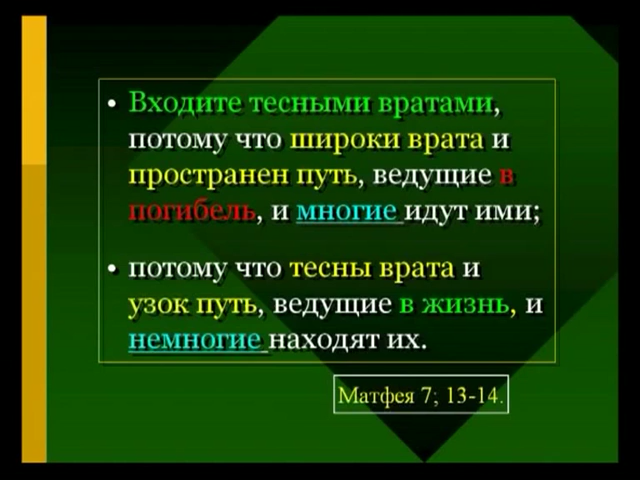 • Входите тесными вратами,
потому что широки врата и
пространен путь, ведущие в
погибель, и многие идут ими;
• потому что тесны врата и
узок путь, ведущие в жизнь, и
немногие находят их.
Матфея 7; 13-14.